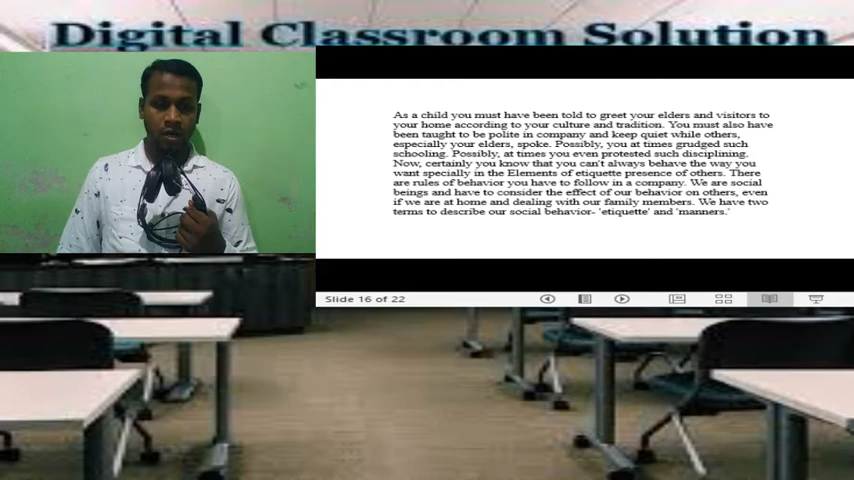 Digital Classroom Solution
As a child you must have been told to greet your elders and visitors to
your home according to your culture and tradition. You must also have
been taught to be polite in company and keep quiet while others,
especially your elders, spoke. Possibly, you at times grudged such
schooling. Possibly, at times you even protested such disciplining.
Now, certainly you know that you can't always behave the way you
want specially in the Elements of etiquette presence of others. There
are rules of behavior you have to follow in a company. We are social
beings and have to consider the effect of our behavior on others, even
if we are at home and dealing with our family members. We have two
terms to describe our social behavior- 'etiquette' and 'manners.'
Slide 16 of 22